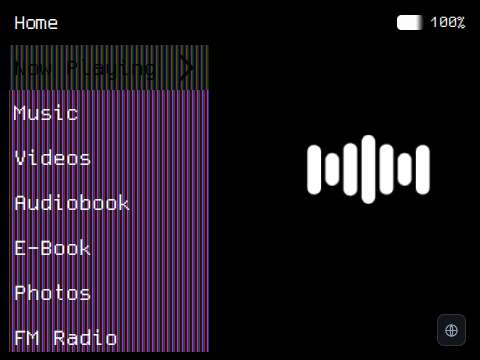 Home
100%
Now Playing
Music
Videos
Audiobook
E-Book
Photos
FM Radio